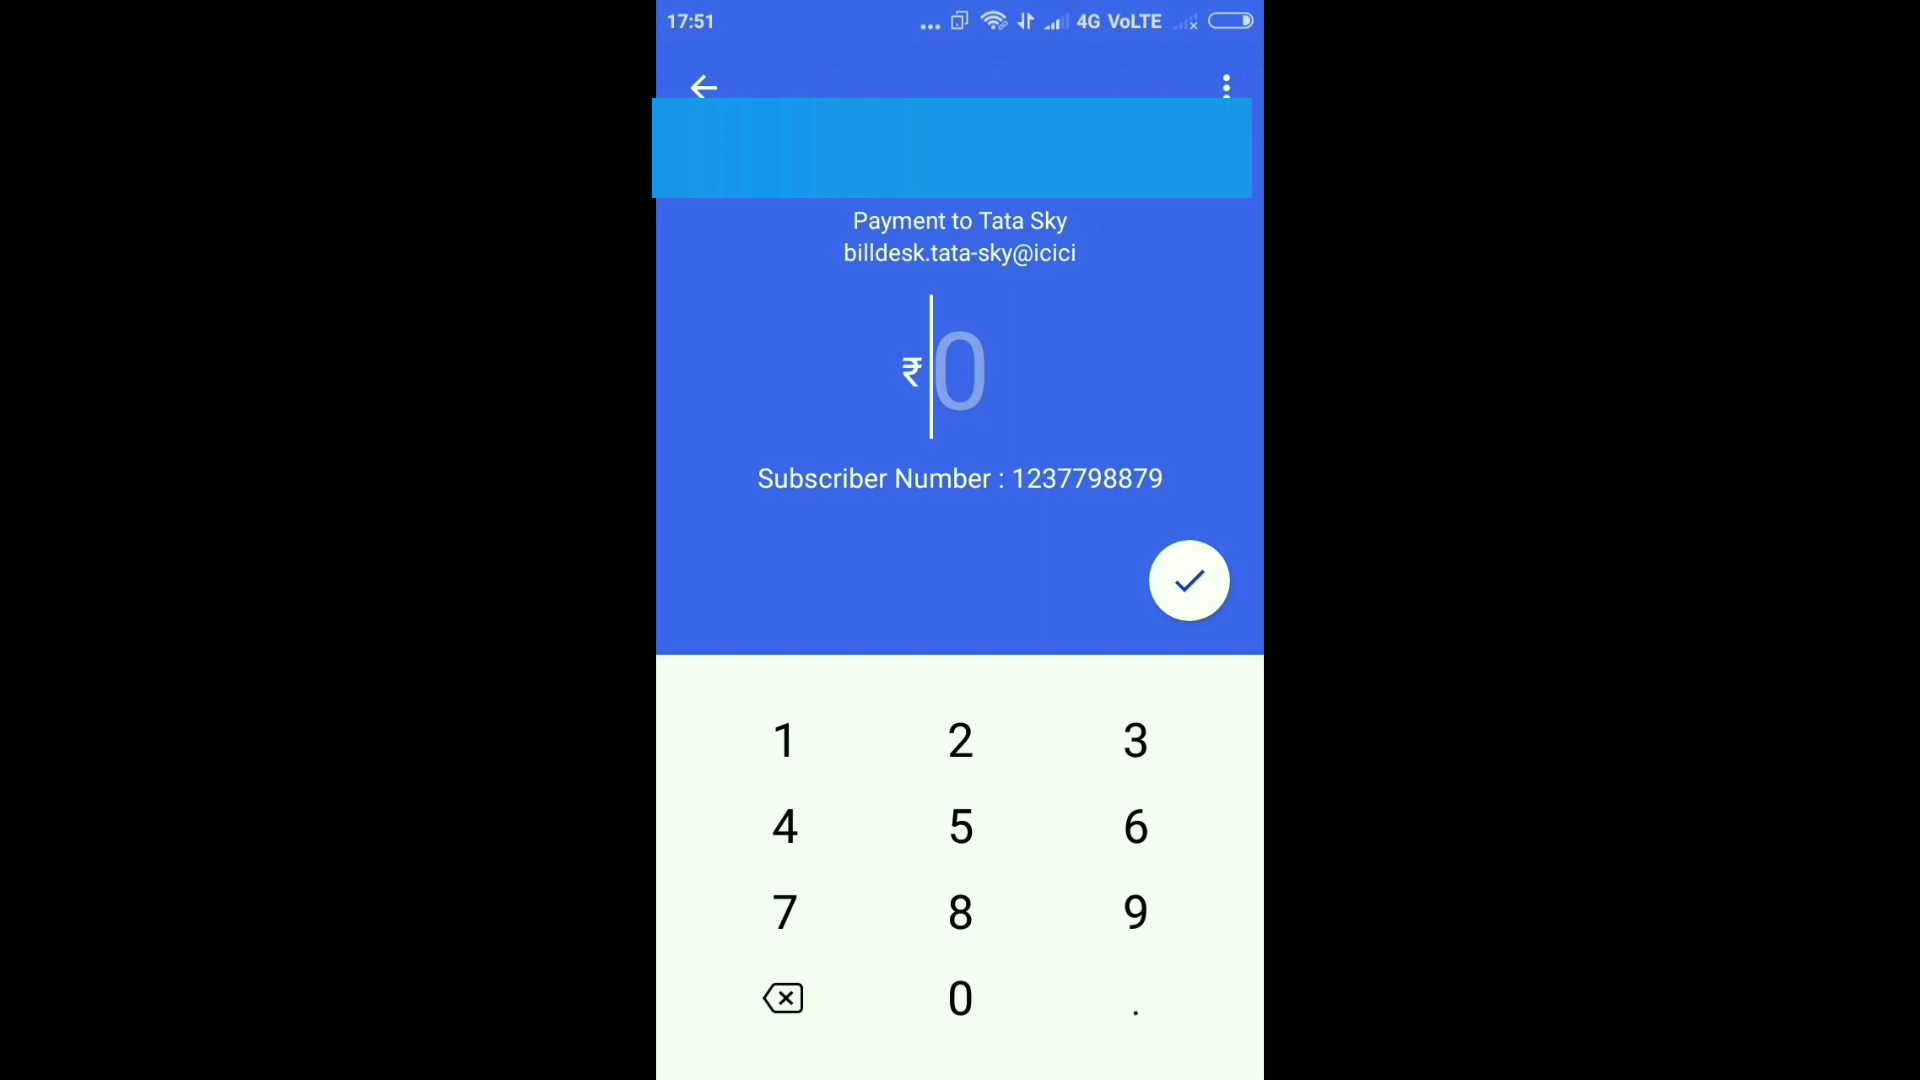 17:51 ... 4G VoLTE
Payment to Tata Sky
billdesk.tata-sky@icici
₹ 0
Subscriber Number : 1237798879
1 2 3
4 5 6
7 8 9
0 .